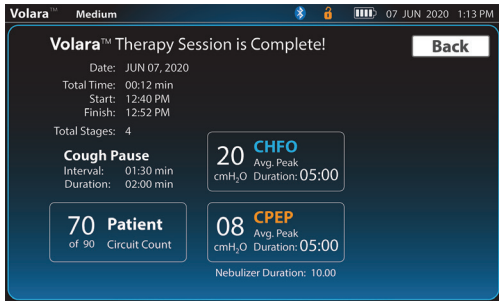 Volara™ Medium 07 JUN 2020 1:13 PM
Volara™ Therapy Session is Complete!
Back
Date: JUN 07, 2020
Total Time: 00:12 min
Start: 12:40 PM
Finish: 12:52 PM
Total Stages: 4
Cough Pause
Interval: 01:30 min
Duration: 02:00 min
20 CHFO
Avg. Peak
cmH₂O Duration: 05:00
70 Patient
of 90 Circuit Count
08 CPEP
Avg. Peak
cmH₂O Duration: 05:00
Nebulizer Duration: 10.00